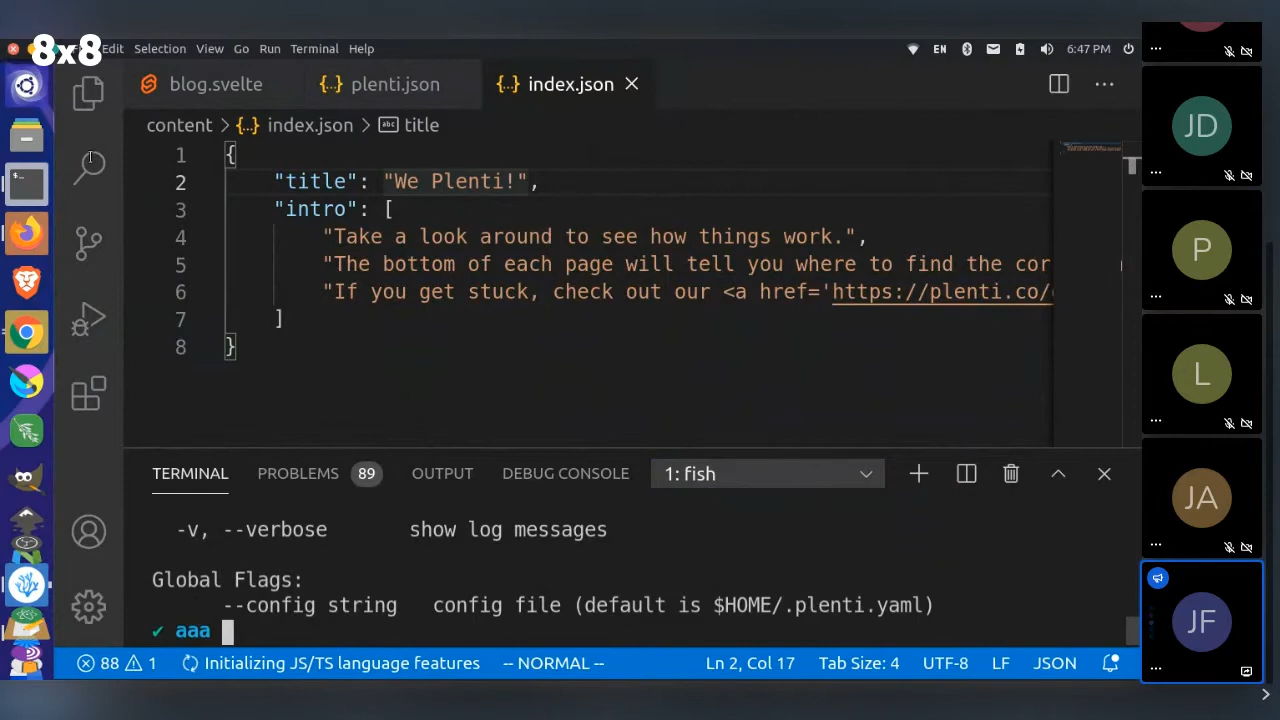 8x8
Edit Selection View Go Run Terminal Help
EN 6:47 PM
blog.svelte plenti.json index.json
content > index.json > title
1 {
2 "title": "We Plenti!",
3 "intro": [
4 "Take a look around to see how things work.",
5 "The bottom of each page will tell you where to find the cor
6 "If you get stuck, check out our <a href='https://plenti.co/
7 ]
8 }
TERMINAL PROBLEMS 89 OUTPUT DEBUG CONSOLE 1: fish
-v, --verbose show log messages
Global Flags:
--config string config file (default is $HOME/.plenti.yaml)
✔ aaa
88 1 Initializing JS/TS language features -- NORMAL -- Ln 2, Col 17 Tab Size: 4 UTF-8 LF JSON
JD
P
L
JA
JF